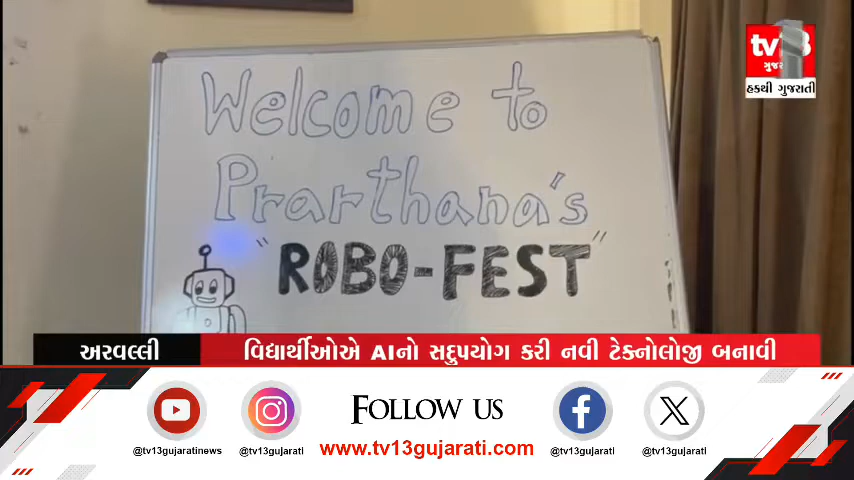 tv13
હકથી ગુજરાતી
Welcome to
Prarthana's
"ROBO-FEST"
અરવલ્લી
વિદ્યાર્થીઓએ AIનો સદુપયોગ કરી નવી ટેક્નોલોજી બનાવી
FOLLOW US
@tv13gujaratinews
@tv13gujarati
www.tv13gujarati.com
@tv13gujarati
@tv13gujarati